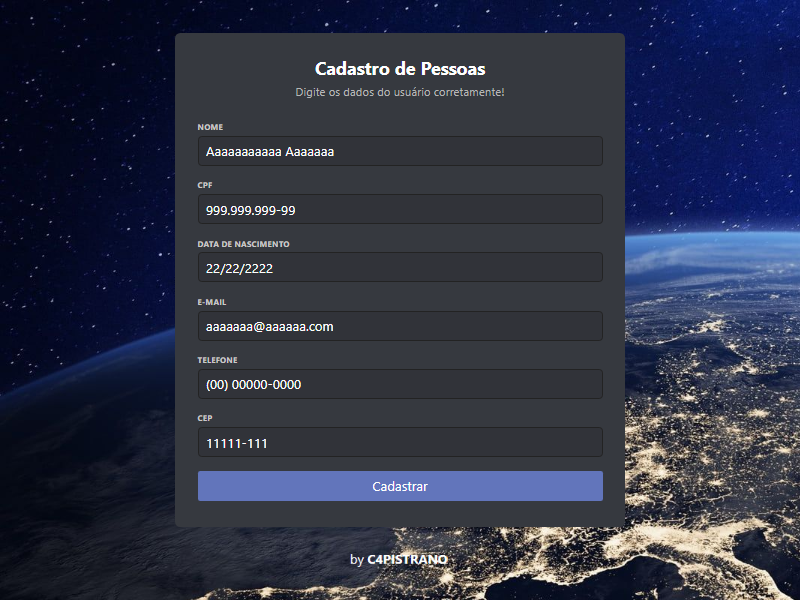 Cadastro de Pessoas
Digite os dados do usuário corretamente!
NOME
Aaaaaaaaaaa Aaaaaaa
CPF
999.999.999-99
DATA DE NASCIMENTO
22/22/2222
E-MAIL
aaaaaaa@aaaaaa.com
TELEFONE
(00) 00000-0000
CEP
11111-111
Cadastrar
by C4PISTRANO